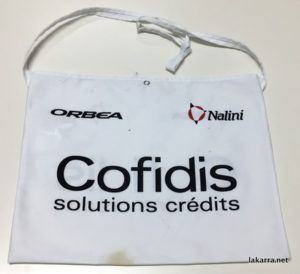 ORBEA Nalini
Cofidis
solutions crédits
lakarra.net